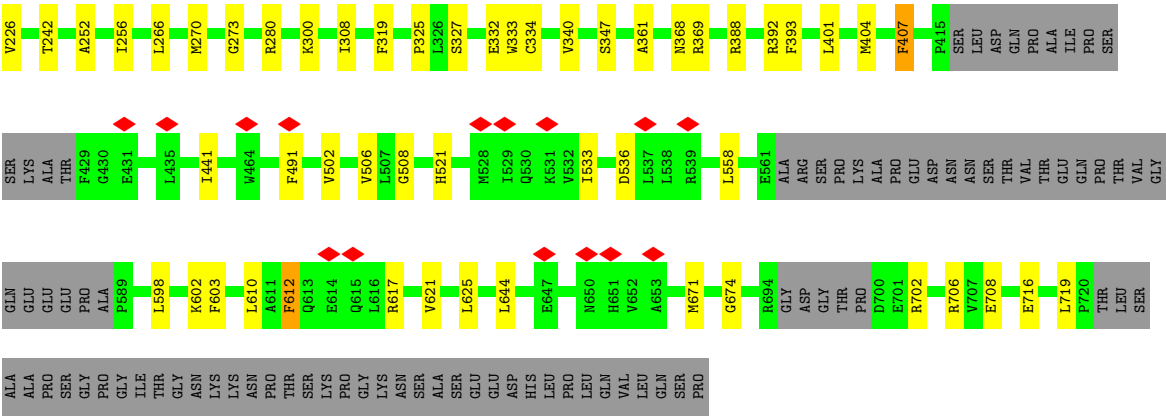 V226 T242 A252 I256 L266 M270 G273 R280 K300 I308 F319 P325 L326 S327 E332 W333 C334 V340 S347 A361 N368 R369 R388 R392 F393 L401 M404 F407 P415 SER LEU ASP GLN PRO ALA ILE PRO SER
SER LYS ALA THR F429 G430 E431 L435 I441 W464 F491 V502 V506 L507 G508 H521 M528 I529 Q530 K531 V532 I533 D536 L537 L538 R539 L558 E561 ALA ARG SER PRO LYS ALA PRO GLU ASP ASN ASN SER THR VAL THR GLU GLN PRO THR VAL GLY
GLN GLU GLU GLU PRO ALA P589 L598 K602 F603 L610 A611 F612 Q613 E614 Q615 L616 R617 V621 L625 L644 E647 N650 H651 V652 A653 M671 G674 R694 GLY ASP GLY THR PRO D700 E701 R702 R706 V707 E708 E716 L719 P720 THR LEU SER
ALA ALA PRO SER GLY PRO GLY ILE THR GLY ASN LYS LYS ASN PRO THR SER LYS PRO GLY LYS ASN SER ALA SER GLU GLU ASP HIS LEU PRO LEU GLN VAL LEU GLN SER PRO